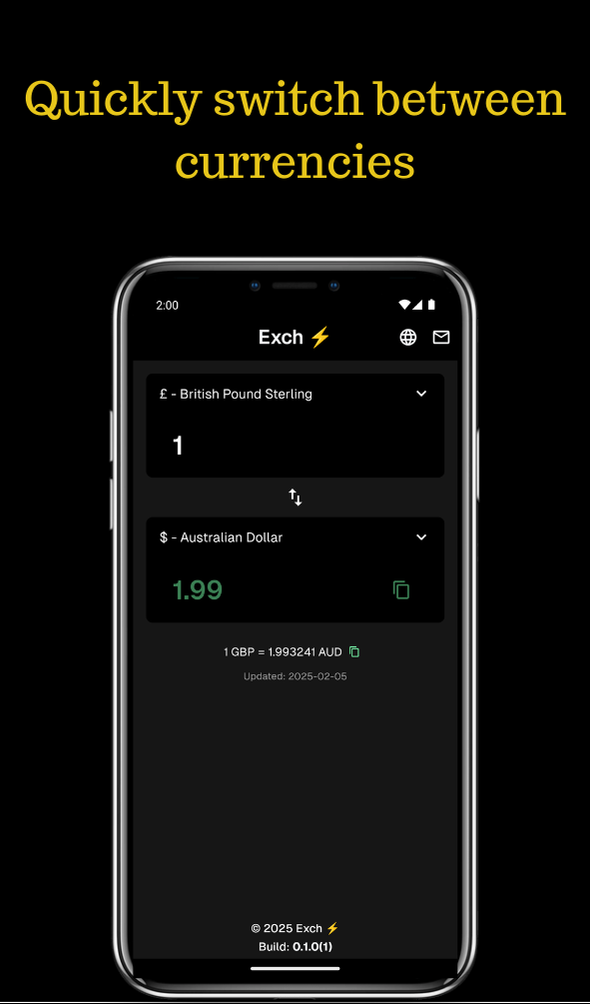 Quickly switch between
currencies
2:00
Exch ⚡
£ - British Pound Sterling
1
$ - Australian Dollar
1.99
1 GBP = 1.993241 AUD
Updated: 2025-02-05
© 2025 Exch ⚡
Build: 0.1.0(1)